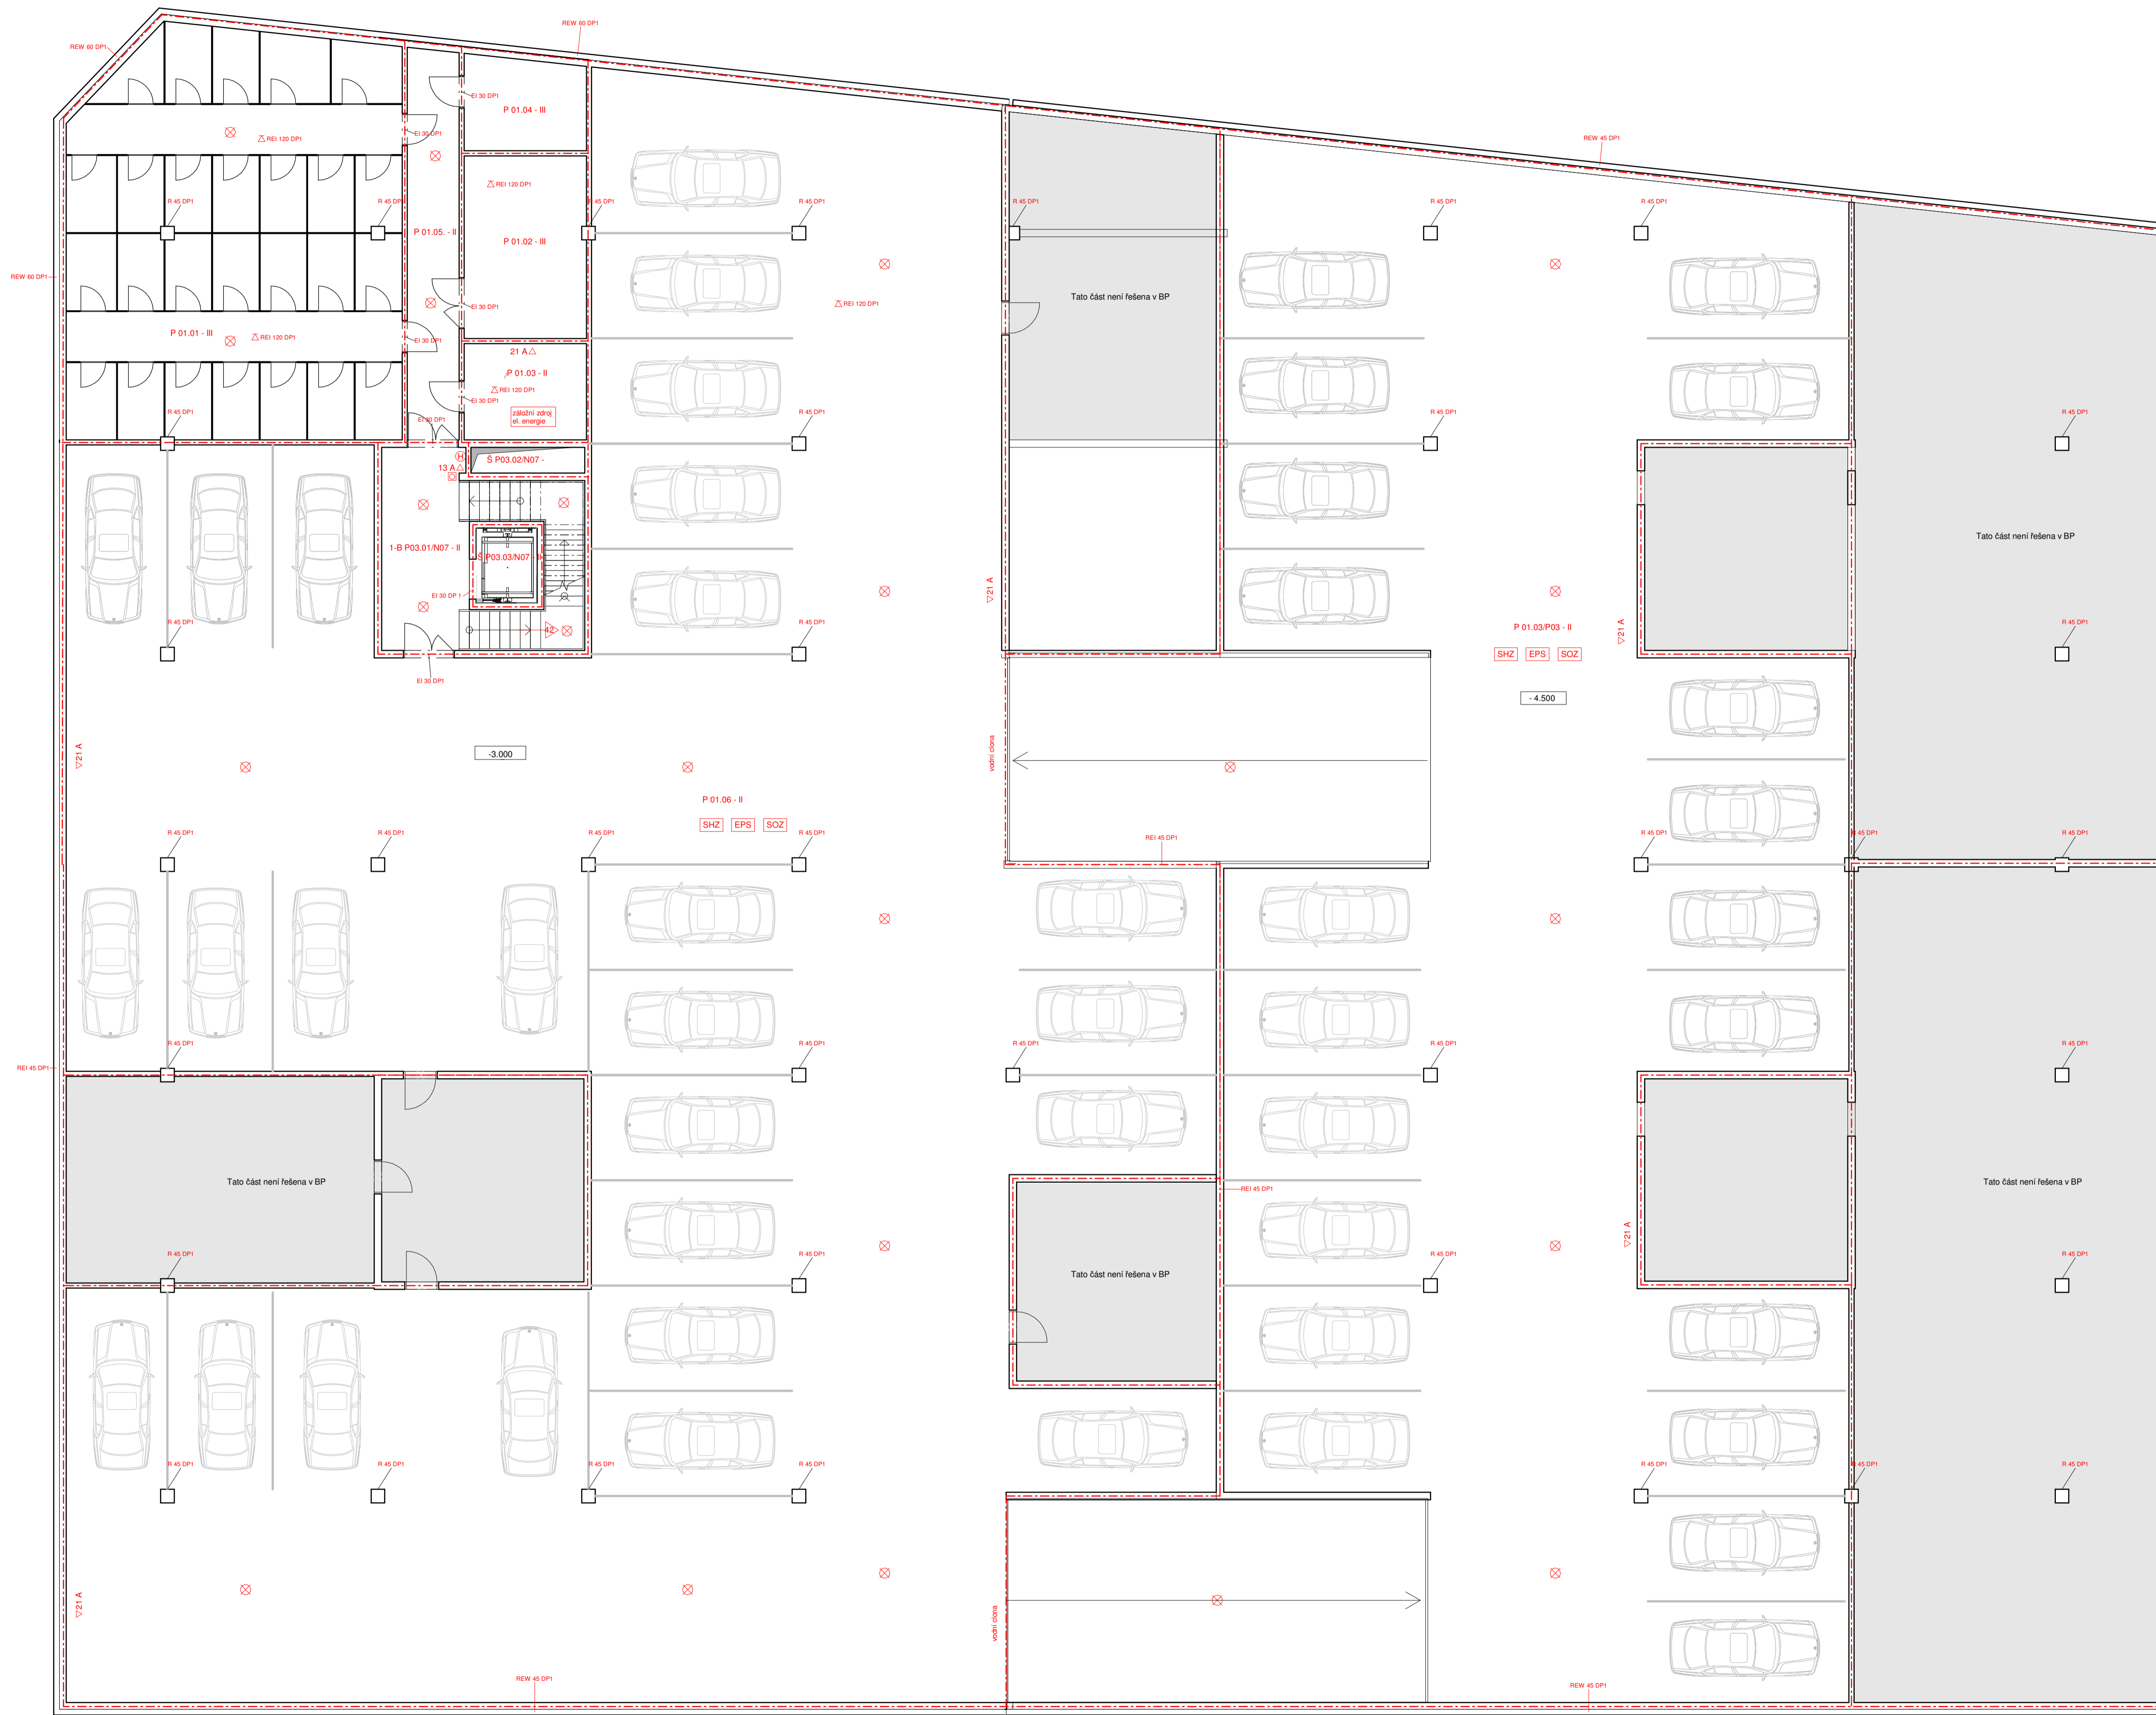 REW 60 DP1
REW 60 DP1
EI 30 DP1
P 01.04 - III
EI 30 DP1
REI 120 DP1
REW 45 DP1
REI 120 DP1
R 45 DP1
R 45 DP1
R 45 DP1
R 45 DP1
R 45 DP1
R 45 DP1
R 45 DP1
P 01.05. - II
P 01.02 - III
REW 60 DP1
Tato část není řešena v BP
REI 120 DP1
EI 30 DP1
P 01.01 - III
REI 120 DP1
EI 30 DP1
21 A
P 01.03 - II
REI 120 DP1
EI 30 DP1
záložní zdroj
el. energie
R 45 DP1
EI 30 DP1
R 45 DP1
R 45 DP1
R 45 DP1
H
13 A
Š P03.02/N07 -
Tato část není řešena v BP
1-B P03.01/N07 - II
Š P03.03/N07 - II
EI 30 DP 1
21 A
R 45 DP1
42
R 45 DP1
P 01.03/P03 - II
21 A
R 45 DP1
SHZ
EPS
SOZ
EI 30 DP1
- 4.500
21 A
-3.000
vodní clona
P 01.06 - II
SHZ
EPS
SOZ
R 45 DP1
R 45 DP1
R 45 DP1
R 45 DP1
REI 45 DP1
R 45 DP1
R 45 DP1
R 45 DP1
R 45 DP1
R 45 DP1
R 45 DP1
R 45 DP1
R 45 DP1
REI 45 DP1
Tato část není řešena v BP
REI 45 DP1
Tato část není řešena v BP
21 A
R 45 DP1
R 45 DP1
R 45 DP1
R 45 DP1
Tato část není řešena v BP
R 45 DP1
R 45 DP1
R 45 DP1
R 45 DP1
R 45 DP1
R 45 DP1
R 45 DP1
21 A
vodní clona
REW 45 DP1
REW 45 DP1